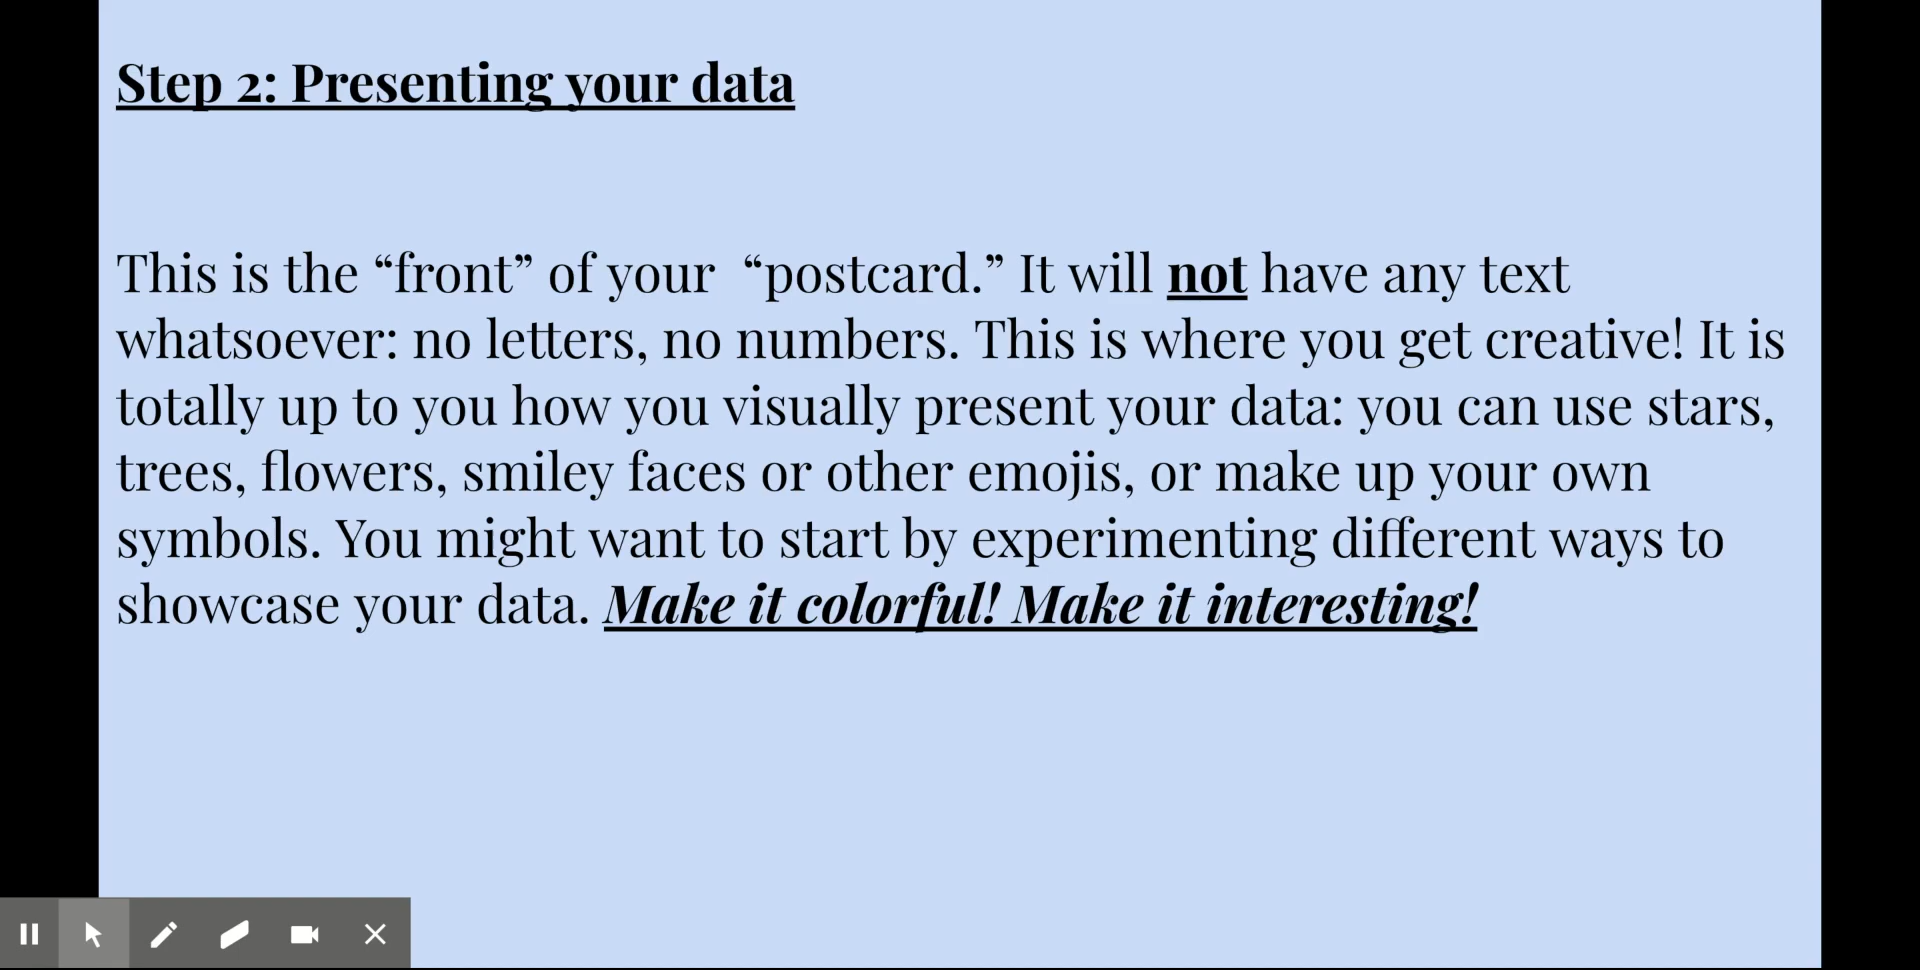 Step 2: Presenting your data
This is the “front” of your  “postcard.” It will not have any text
whatsoever: no letters, no numbers. This is where you get creative! It is
totally up to you how you visually present your data: you can use stars,
trees, flowers, smiley faces or other emojis, or make up your own
symbols. You might want to start by experimenting different ways to
showcase your data. Make it colorful! Make it interesting!